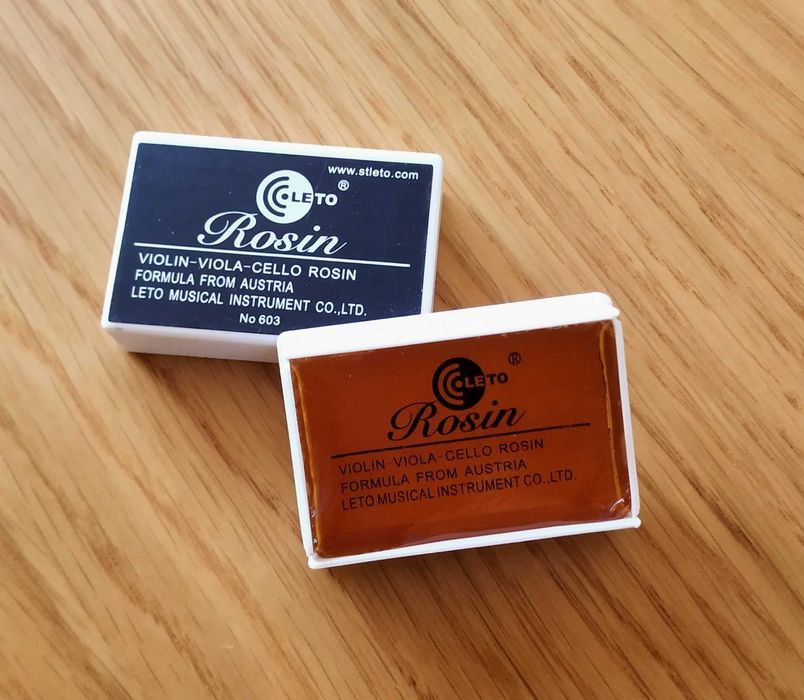 www.stleto.com
LETO ®
Rosin
VIOLIN-VIOLA-CELLO ROSIN
FORMULA FROM AUSTRIA
LETO MUSICAL INSTRUMENT CO.,LTD.
No 603
LETO ®
Rosin
VIOLIN-VIOLA-CELLO ROSIN
FORMULA FROM AUSTRIA
LETO MUSICAL INSTRUMENT CO.,LTD.